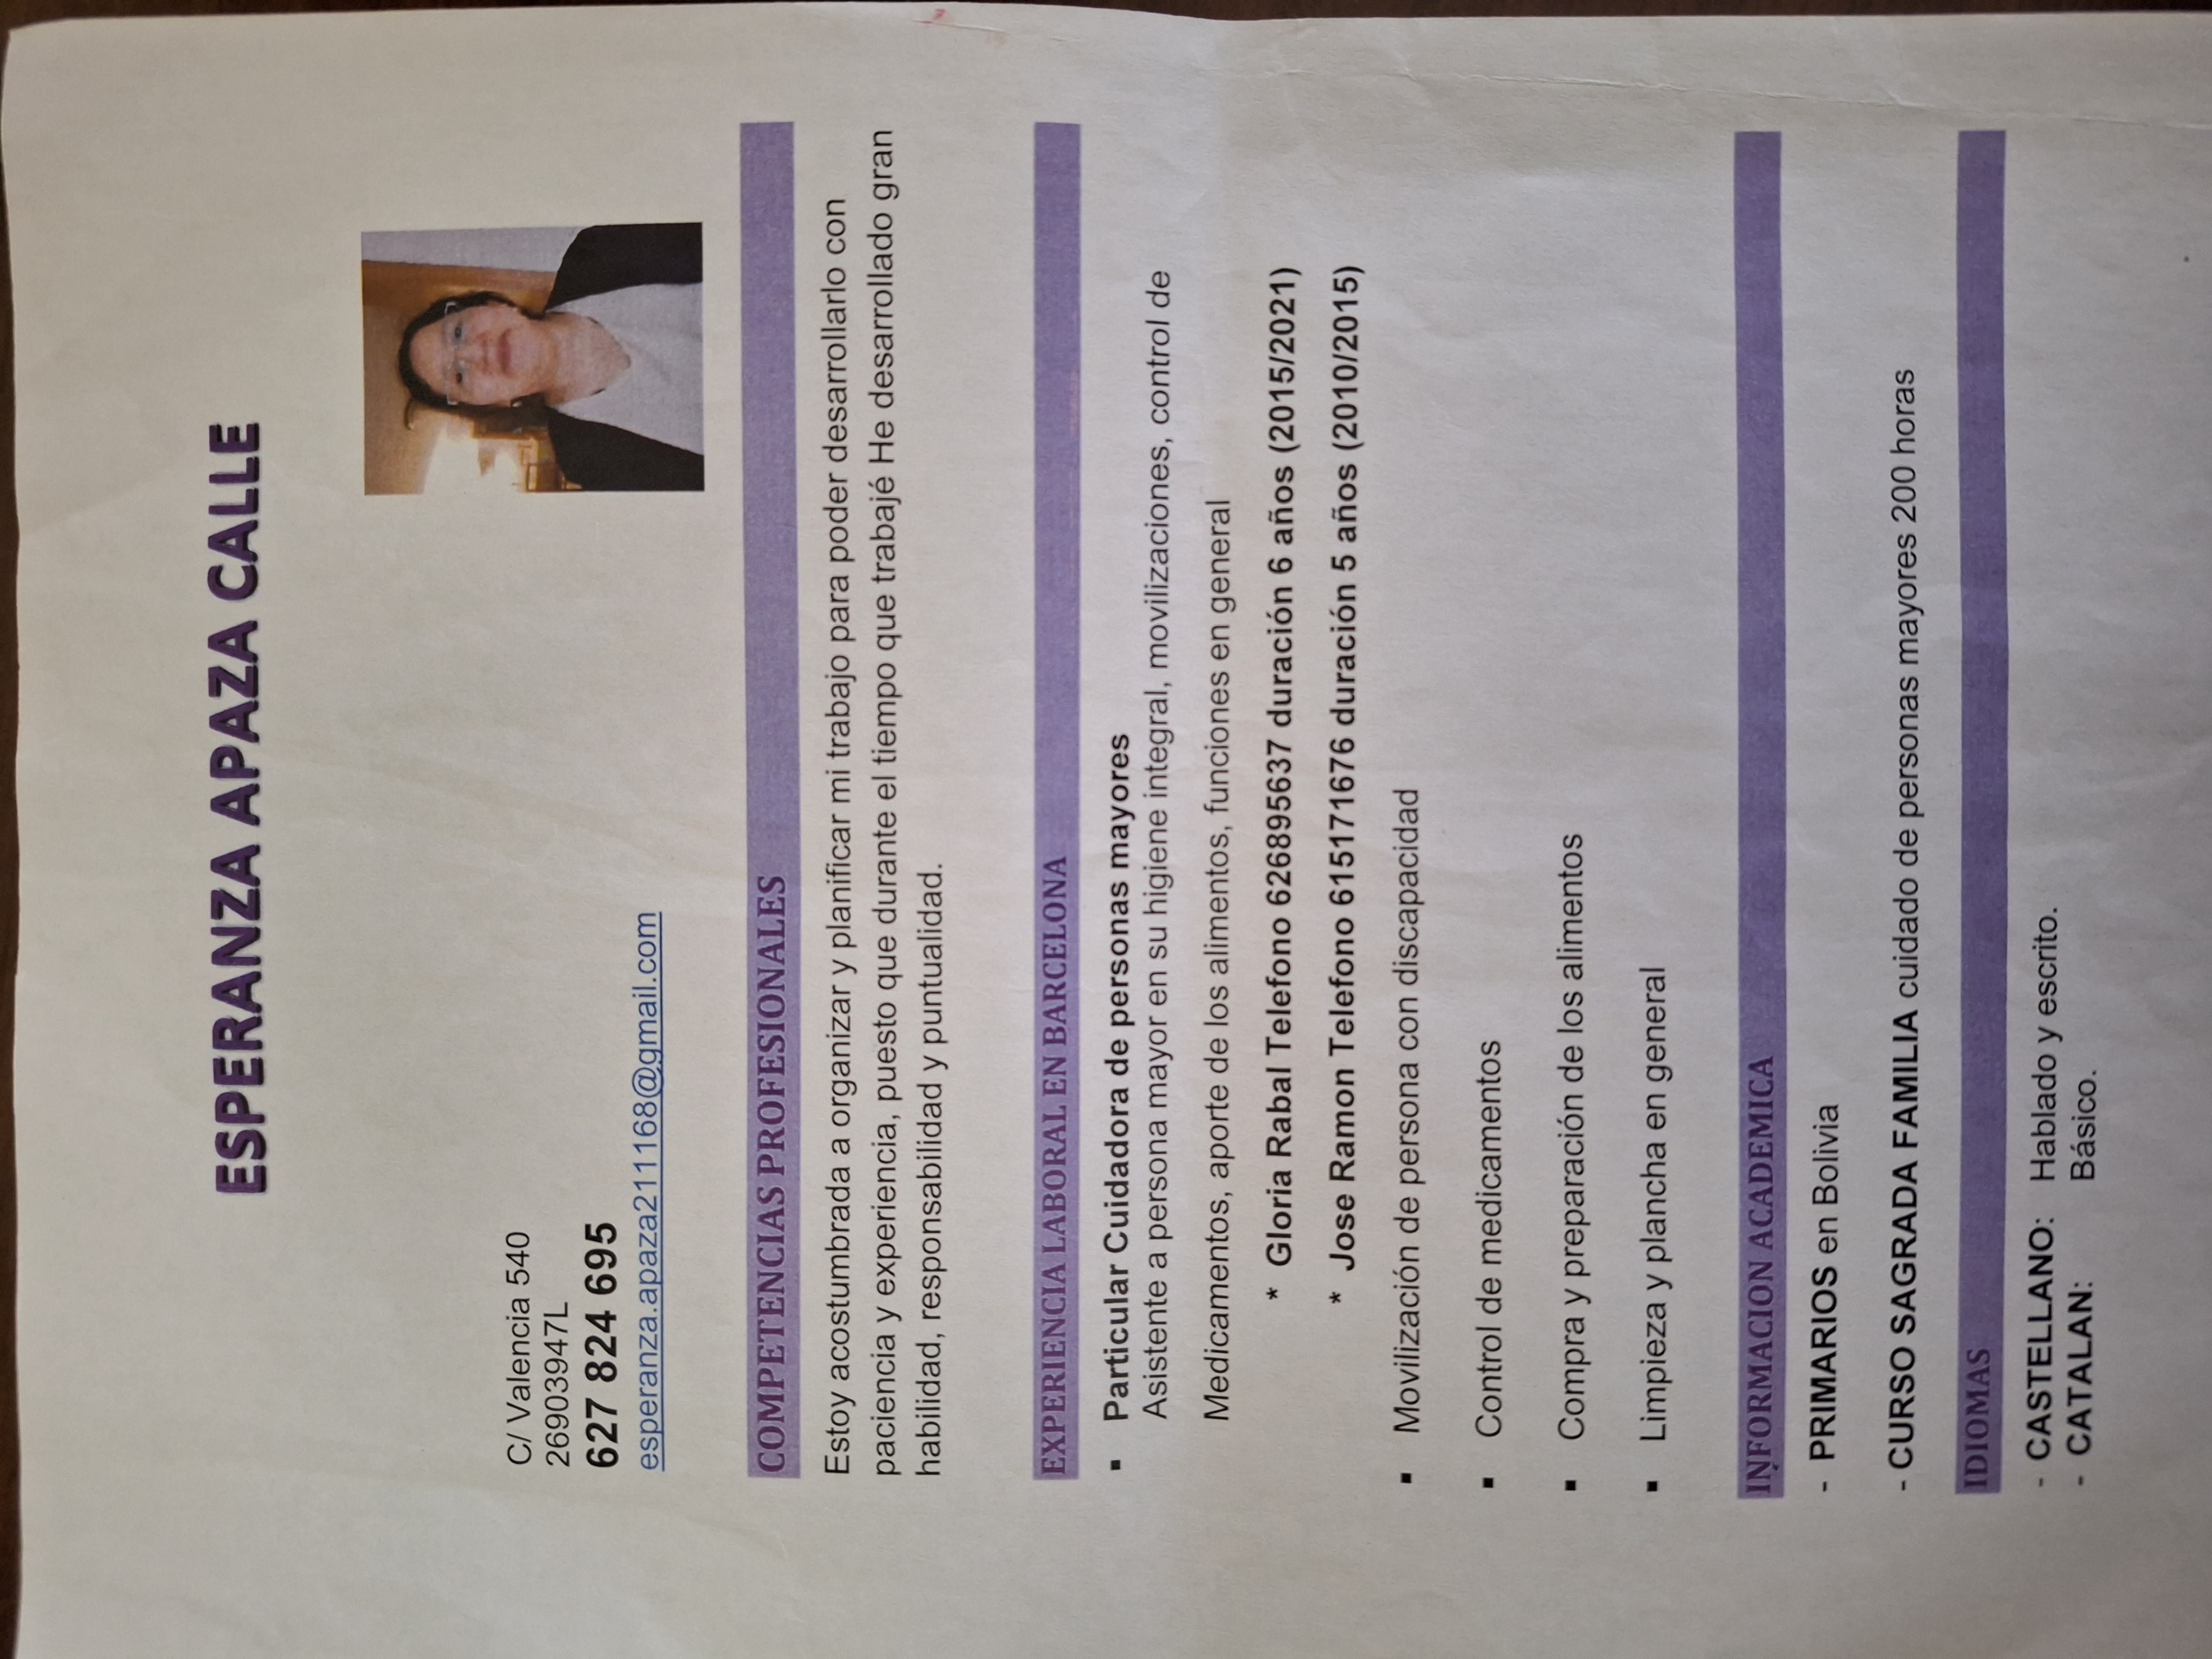 ESPERANZA APAZA CALLE
C/ Valencia 540
26903947L
627 824 695
esperanza.apaza211168@gmail.com
COMPETENCIAS PROFESIONALES
Estoy acostumbrada a organizar y planificar mi trabajo para poder desarrollarlo con
paciencia y experiencia, puesto que durante el tiempo que trabajé He desarrollado gran
habilidad, responsabilidad y puntualidad.
EXPERIENCIA LABORAL EN BARCELONA
▪ Particular Cuidadora de personas mayores
Asistente a persona mayor en su higiene integral, movilizaciones, control de
Medicamentos, aporte de los alimentos, funciones en general
* Gloria Rabal Telefono 626895637 duración 6 años (2015/2021)
* Jose Ramon Telefono 615171676 duración 5 años (2010/2015)
▪ Movilización de persona con discapacidad
▪ Control de medicamentos
▪ Compra y preparación de los alimentos
▪ Limpieza y plancha en general
INFORMACION ACADEMICA
- PRIMARIOS en Bolivia
- CURSO SAGRADA FAMILIA cuidado de personas mayores 200 horas
IDIOMAS
- CASTELLANO: Hablado y escrito.
- CATALAN: Básico.